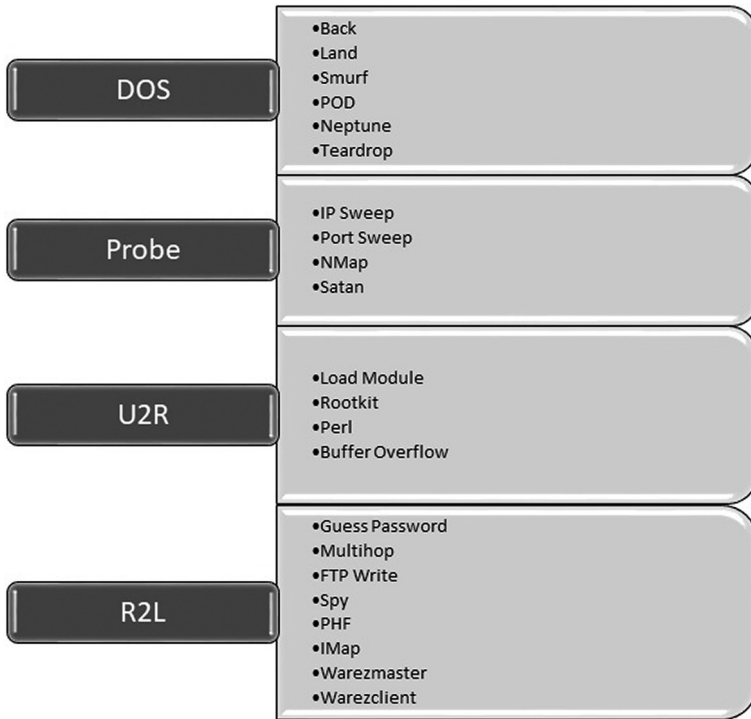 DOS
•Back
•Land
•Smurf
•POD
•Neptune
•Teardrop
Probe
•IP Sweep
•Port Sweep
•NMap
•Satan
U2R
•Load Module
•Rootkit
•Perl
•Buffer Overflow
R2L
•Guess Password
•Multihop
•FTP Write
•Spy
•PHF
•IMap
•Warezmaster
•Warezclient